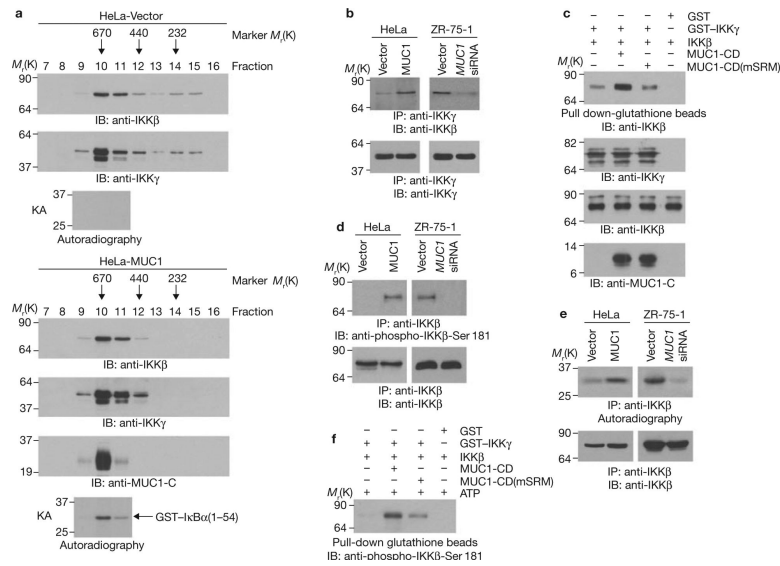 a
HeLa-Vector
670 440 232 Marker Mr(K)
Mr(K) 7 8 9 10 11 12 13 14 15 16 Fraction
90
64
IB: anti-IKKβ
64
37
IB: anti-IKKγ
37
KA
25
Autoradiography
HeLa-MUC1
670 440 232 Marker Mr(K)
Mr(K) 7 8 9 10 11 12 13 14 15 16 Fraction
90
64
IB: anti-IKKβ
64
37
IB: anti-IKKγ
37
26
19
17
IB: anti-MUC1-C
37
KA
GST–IκBα(1–54)
25
Autoradiography
b
HeLa ZR-75-1
Mr(K) Vector MUC1 Vector MUC1 siRNA
90
64
IP: anti-IKKγ
IB: anti-IKKβ
64
37
IP: anti-IKKγ
IB: anti-IKKγ
c
– – – + GST
+ + + – GST–IKKγ
+ + + + IKKβ
– + – – MUC1-CD
– – + – MUC1-CD(mSRM)
Mr(K)
90
64
Pull down-glutathione beads
IB: anti-IKKβ
82
64
IB: anti-IKKγ
90
64
IB: anti-IKKβ
14
6
IB: anti-MUC1-C
d
HeLa ZR-75-1
Mr(K) Vector MUC1 Vector MUC1 siRNA
90
64
IP: anti-IKKβ
IB: anti-phospho-IKKβ-Ser 181
90
64
IP: anti-IKKβ
IB: anti-IKKβ
e
HeLa ZR-75-1
Mr(K) Vector MUC1 Vector MUC1 siRNA
37
25
IP: anti-IKKβ
Autoradiography
90
64
IP: anti-IKKβ
IB: anti-IKKβ
f
– – – + GST
+ + + – GST–IKKγ
+ + + + IKKβ
– + – – MUC1-CD
– – + – MUC1-CD(mSRM)
Mr(K) + + + + ATP
90
64
Pull-down glutathione beads
IB: anti-phospho-IKKβ-Ser 181